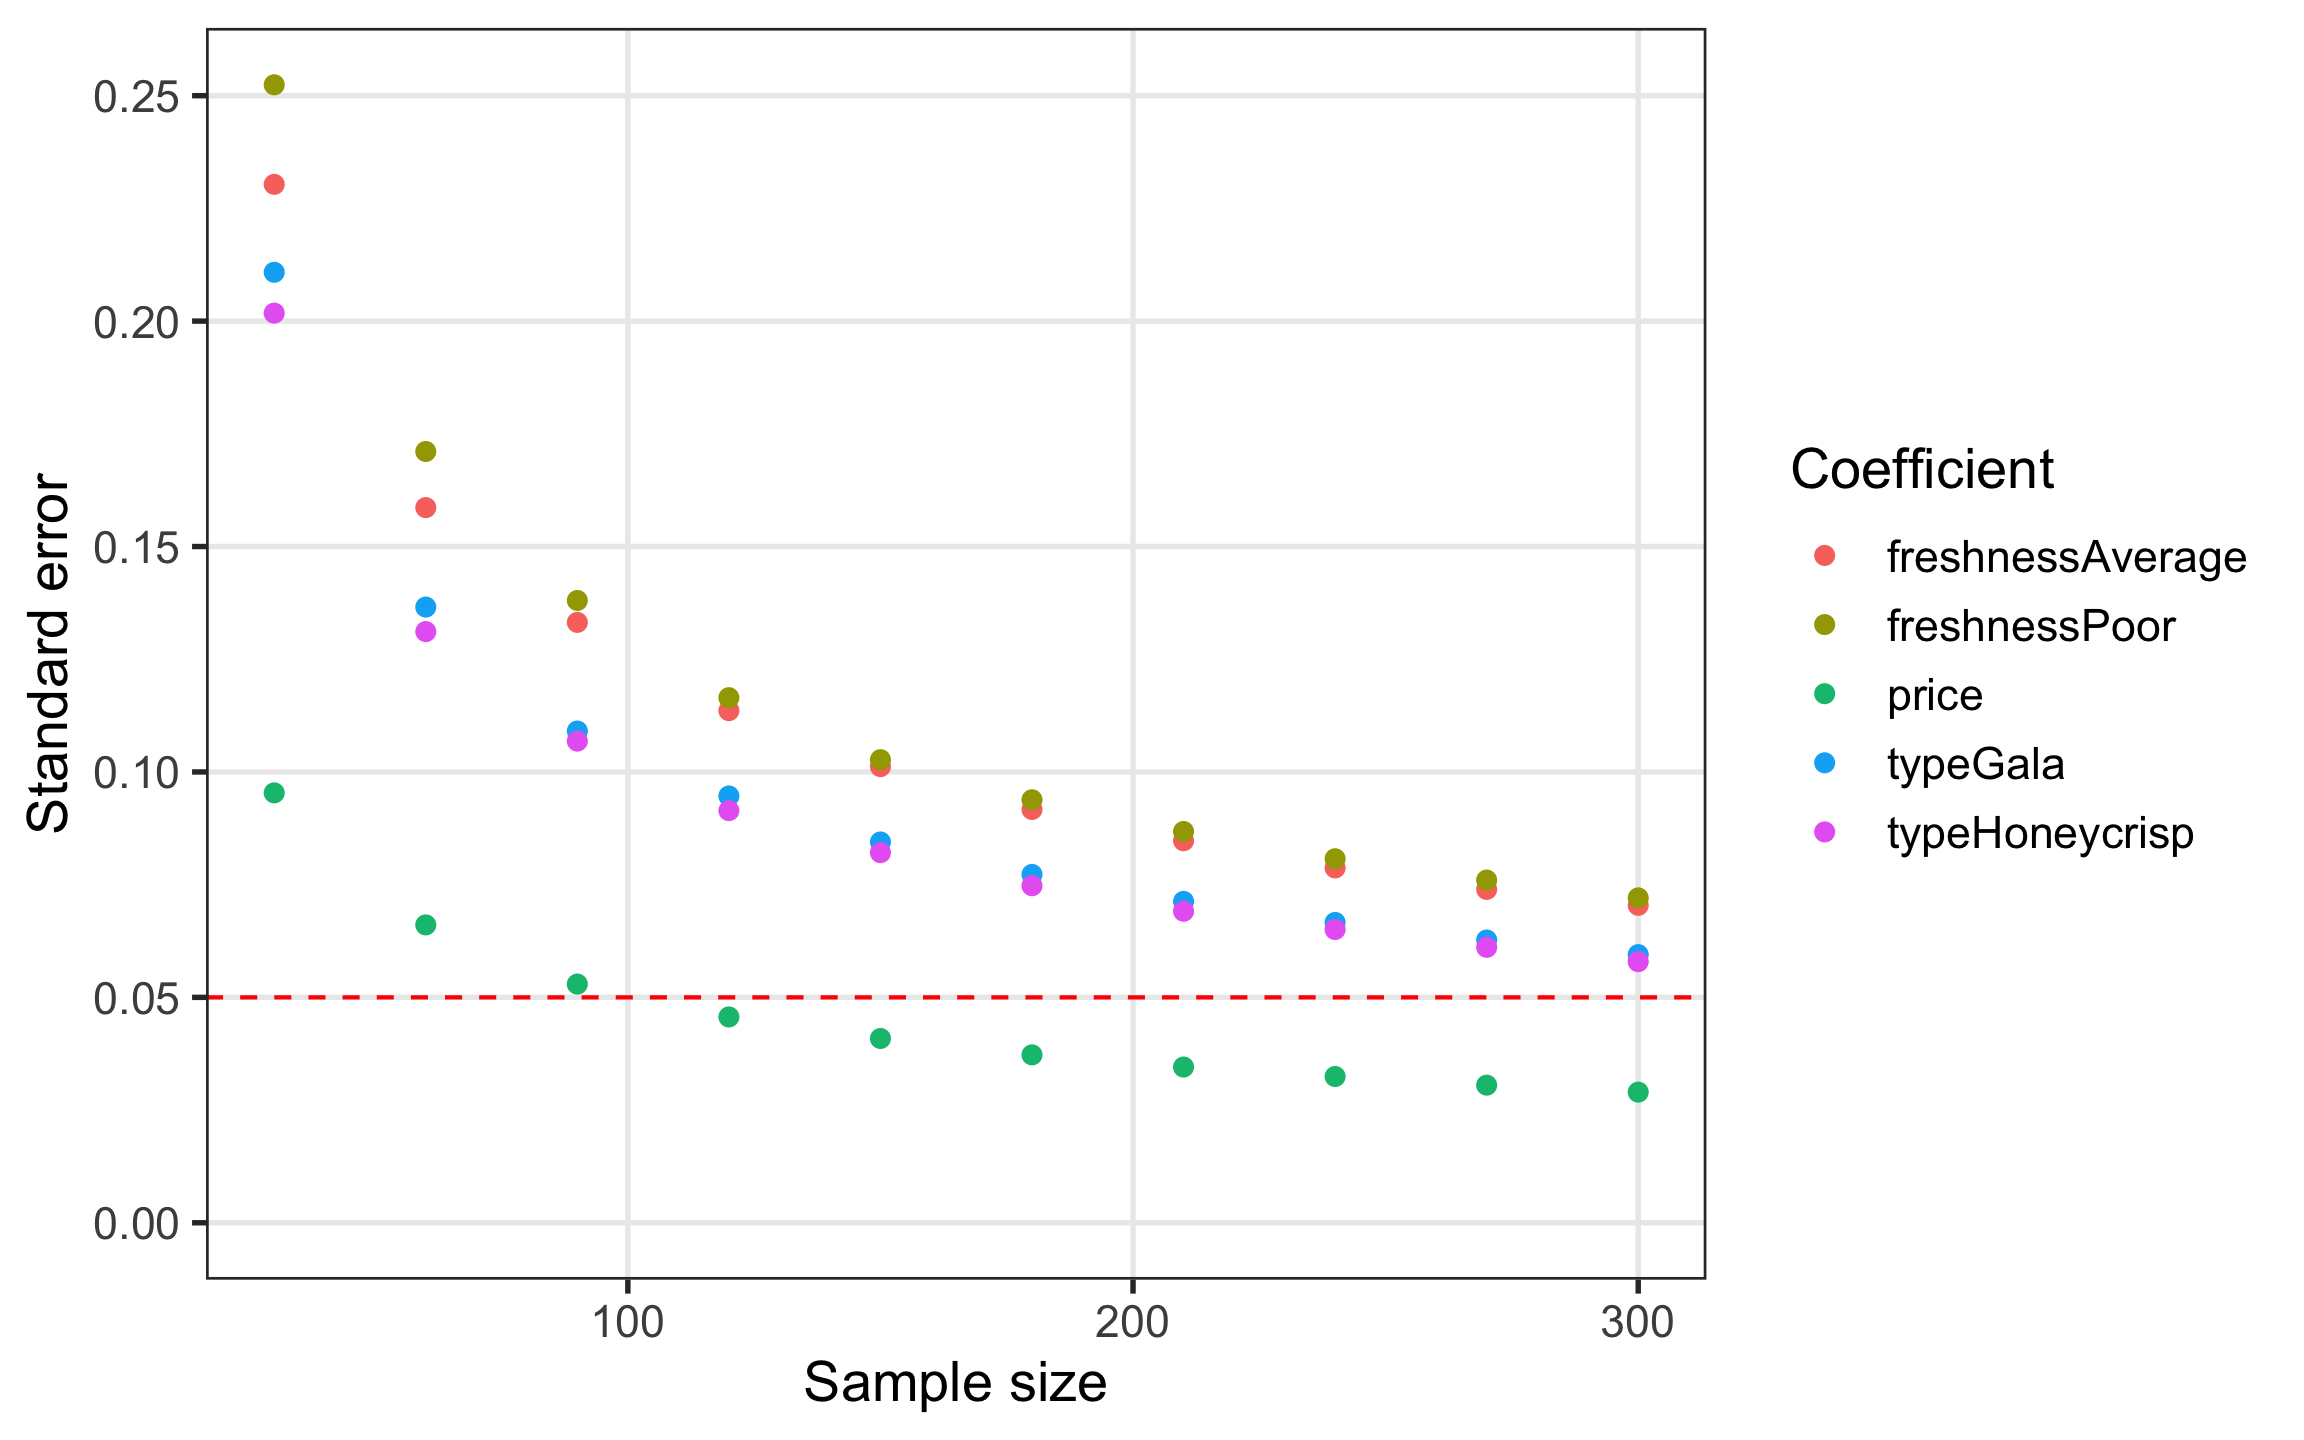 0.25
0.20
0.15
0.10
0.05
0.00
Standard error
100 200 300
Sample size
Coefficient
freshnessAverage
freshnessPoor
price
typeGala
typeHoneycrisp